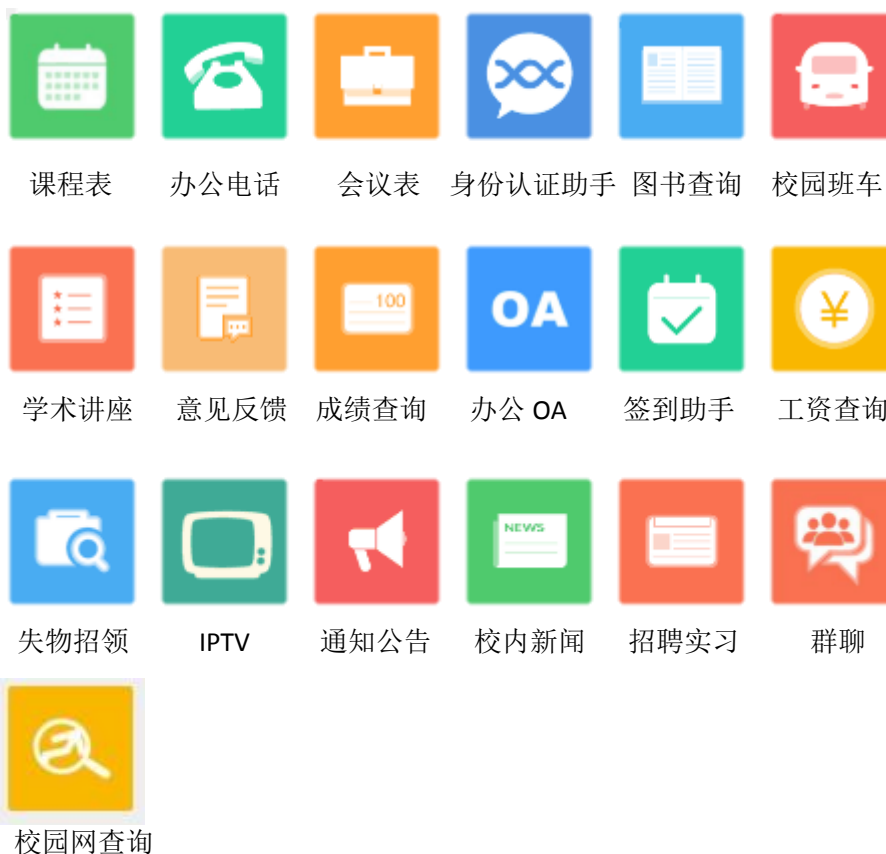 课程表 办公电话 会议表 身份认证助手 图书查询 校园班车
100 OA ¥
学术讲座 意见反馈 成绩查询 办公 OA 签到助手 工资查询
NEWS
失物招领 IPTV 通知公告 校内新闻 招聘实习 群聊
校园网查询